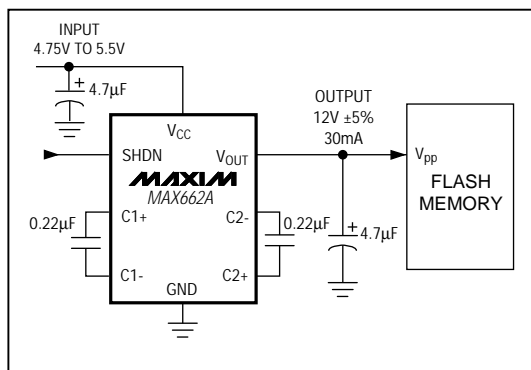 INPUT
4.75V TO 5.5V
4.7µF
+
VCC
OUTPUT
12V ±5%
30mA
SHDN
VOUT
Vpp
MAXIM
MAX662A
FLASH
MEMORY
0.22µF
C1+
C2-
0.22µF
+
4.7µF
C1-
C2+
GND